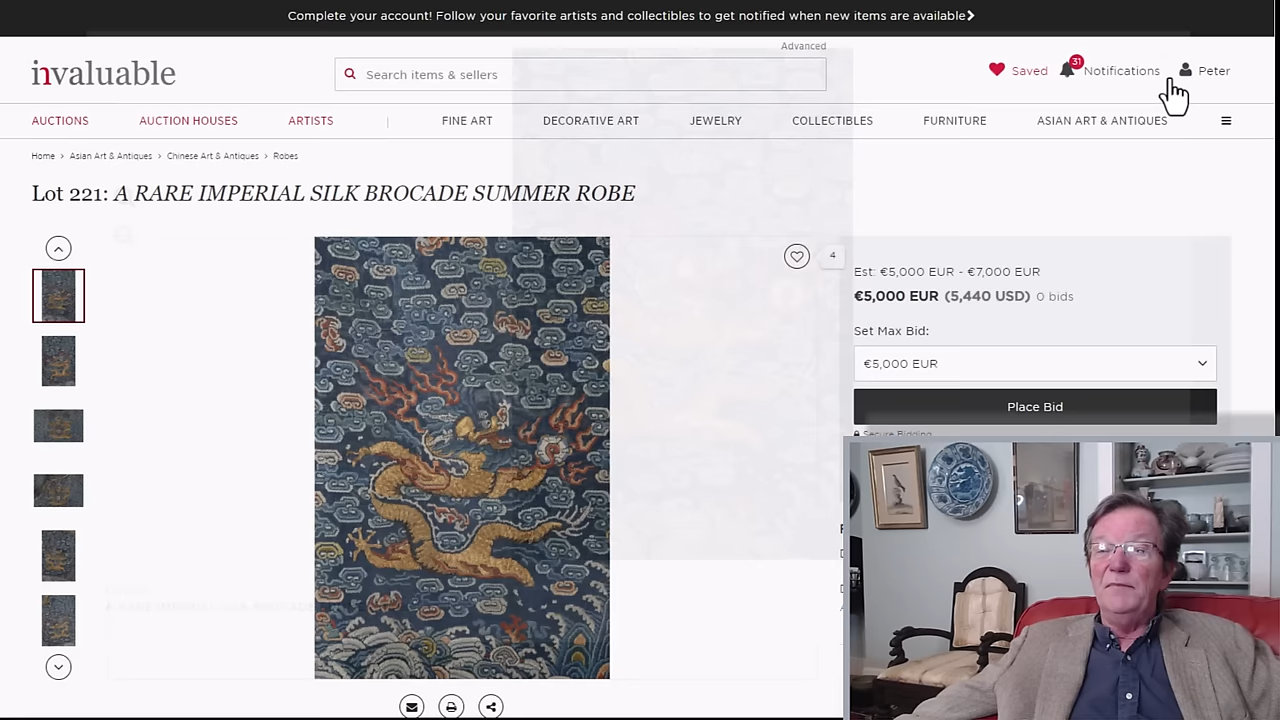 Complete your account! Follow your favorite artists and collectibles to get notified when new items are available
Advanced
invaluable
Search items & sellers
Saved
31
Notifications
Peter
AUCTIONS
AUCTION HOUSES
ARTISTS
FINE ART
DECORATIVE ART
JEWELRY
COLLECTIBLES
FURNITURE
ASIAN ART & ANTIQUES
Home › Asian Art & Antiques › Chinese Art & Antiques › Robes
Lot 221: A RARE IMPERIAL SILK BROCADE SUMMER ROBE
4
Est: €5,000 EUR - €7,000 EUR
€5,000 EUR (5,440 USD) 0 bids
Set Max Bid:
€5,000 EUR
Place Bid
Secure Bidding